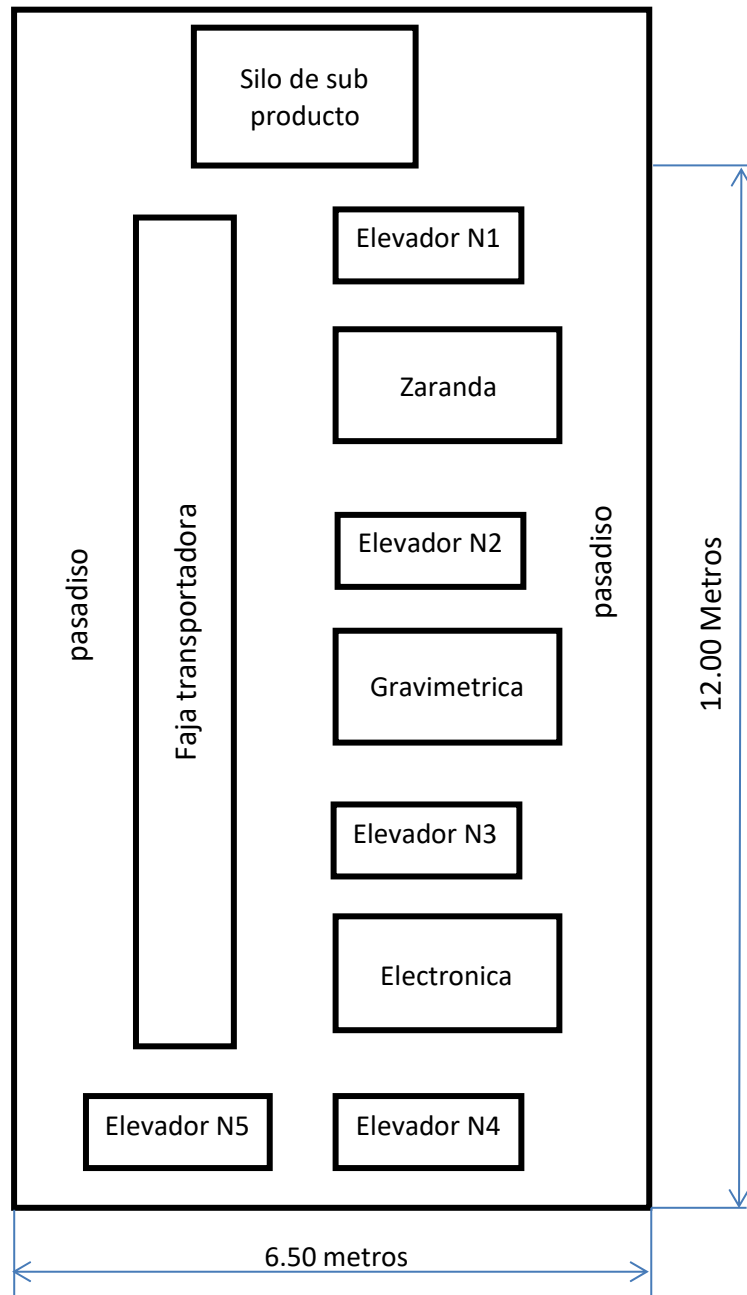 Silo de sub
producto
Elevador N1
Zaranda
Elevador N2
pasadiso
pasadiso
Faja transportadora
12.00 Metros
Gravimetrica
Elevador N3
Electronica
Elevador N5
Elevador N4
6.50 metros